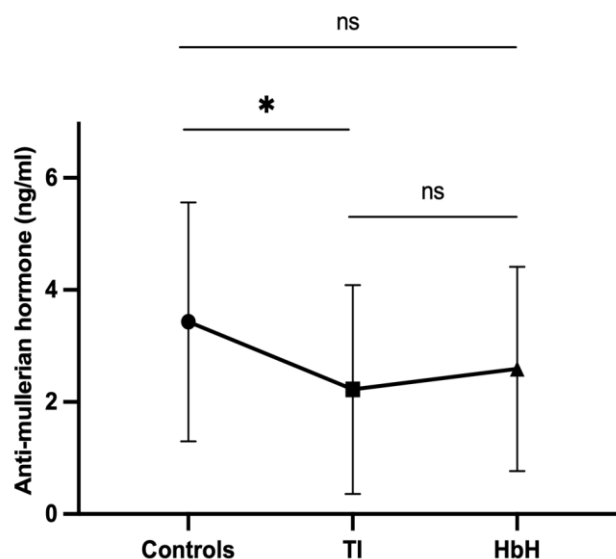 ns
*
ns
Anti-mullerian hormone (ng/ml)
6
4
2
0
Controls
TI
HbH